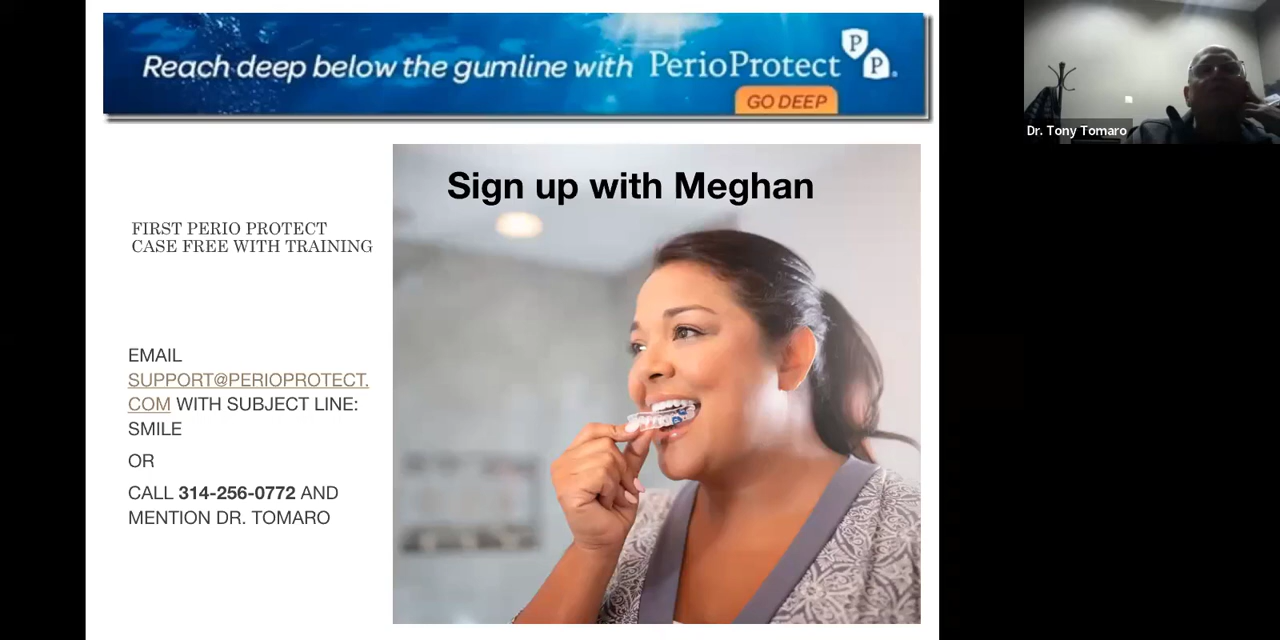 Reach deep below the gumline with PerioProtect
P
P
GO DEEP
Dr. Tony Tomaro
Sign up with Meghan
FIRST PERIO PROTECT
CASE FREE WITH TRAINING
EMAIL
SUPPORT@PERIOPROTECT.
COM WITH SUBJECT LINE:
SMILE
OR
CALL 314-256-0772 AND
MENTION DR. TOMARO